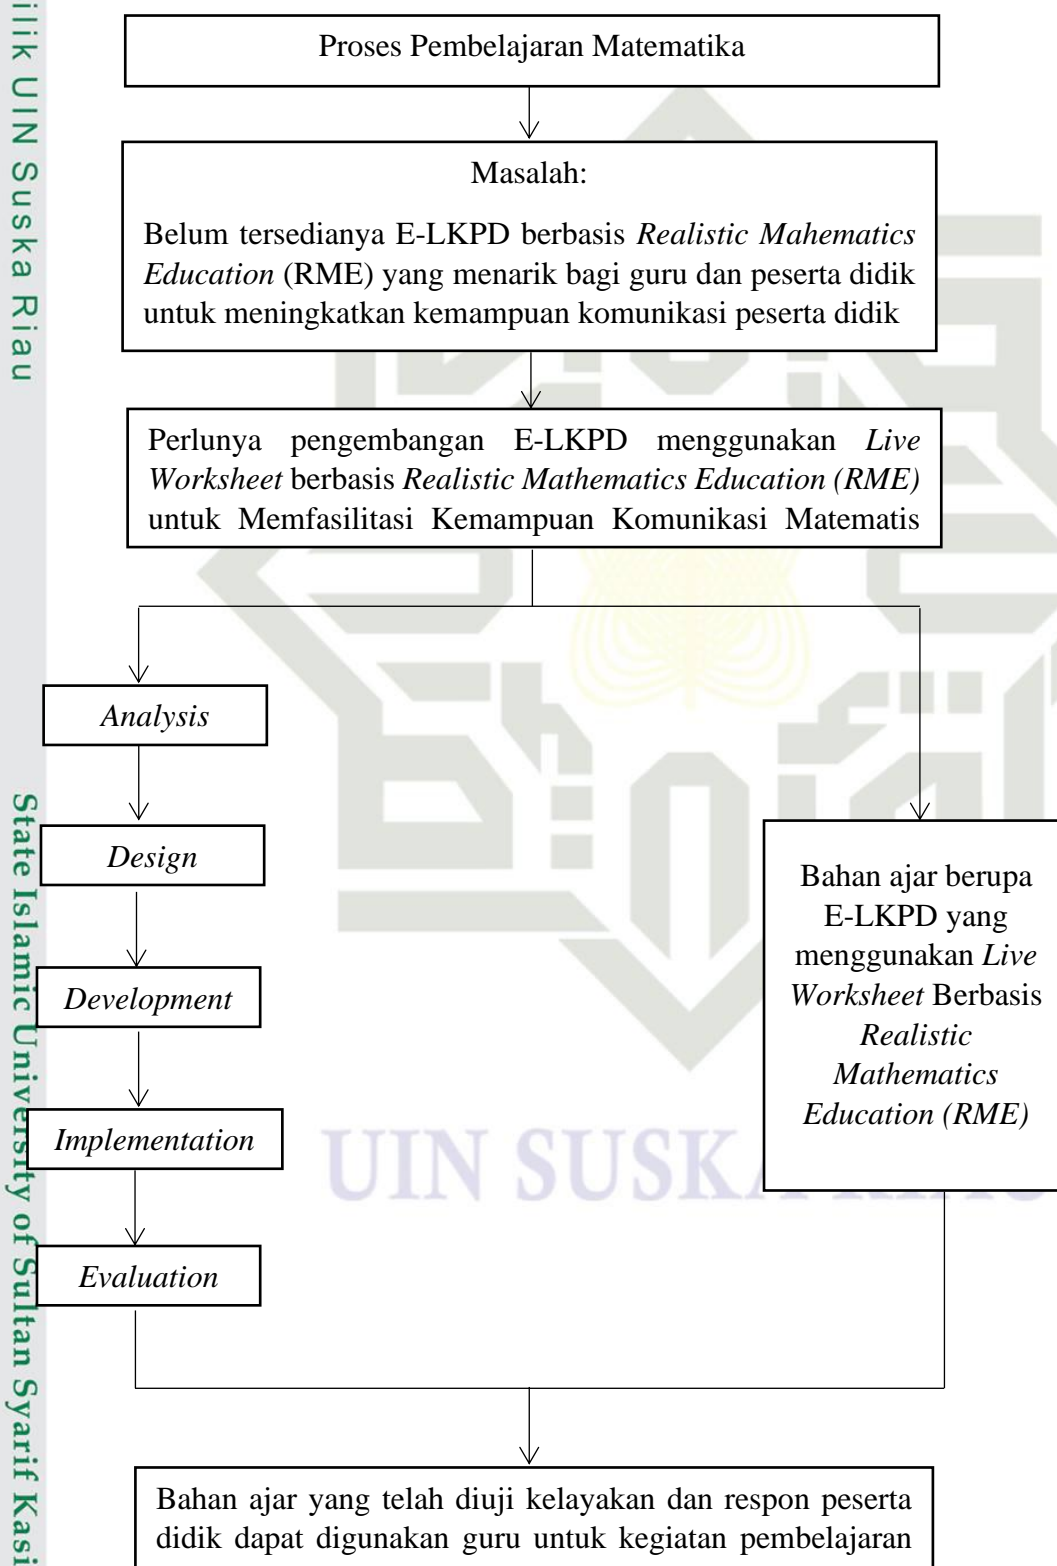 Proses Pembelajaran Matematika
Masalah:
Belum tersedianya E-LKPD berbasis Realistic Mahematics
Education (RME) yang menarik bagi guru dan peserta didik
untuk meningkatkan kemampuan komunikasi peserta didik
Perlunya pengembangan E-LKPD menggunakan Live
Worksheet berbasis Realistic Mathematics Education (RME)
untuk Memfasilitasi Kemampuan Komunikasi Matematis
Analysis
Design
Development
Implementation
Evaluation
Bahan ajar berupa
E-LKPD yang
menggunakan Live
Worksheet Berbasis
Realistic
Mathematics
Education (RME)
Bahan ajar yang telah diuji kelayakan dan respon peserta
didik dapat digunakan guru untuk kegiatan pembelajaran
UIN SUSKA
ilik UIN Suska Riau
State Islamic University of Sultan Syarif Kasi